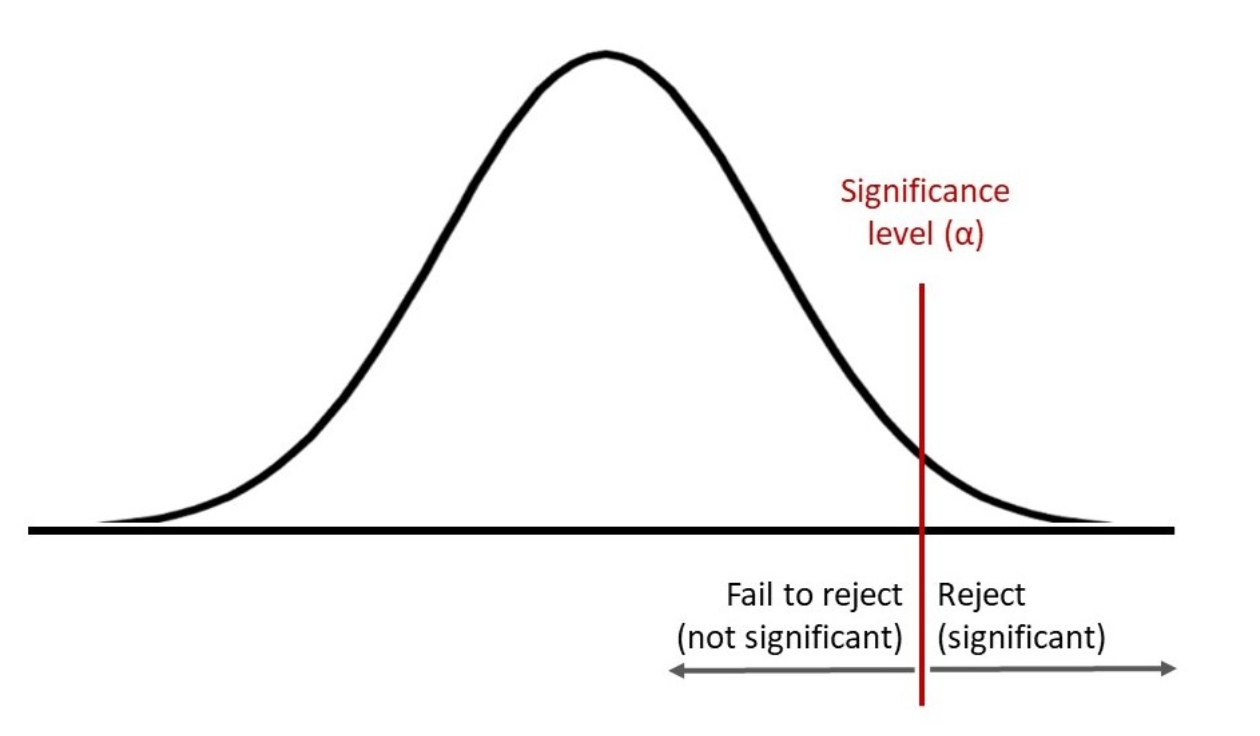 Significance
level (α)
Fail to reject
(not significant)
Reject
(significant)